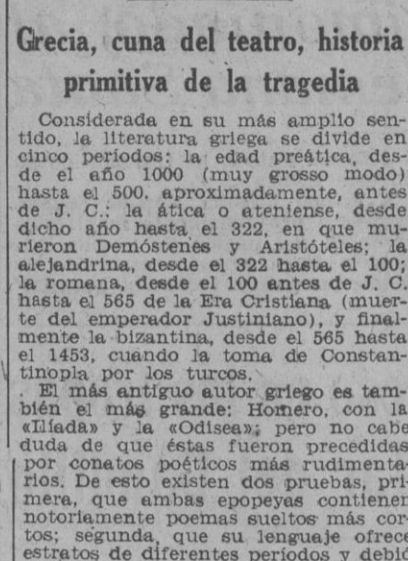 Grecia, cuna del teatro, historia
primitiva de la tragedia
Considerada en su más amplio sen-
tido, la literatura griega se divide en
cinco períodos: la edad preática, des-
de el año 1000 (muy grosso modo)
hasta el 500, aproximadamente, antes
de J. C.; la ática o ateniense, desde
dicho año hasta el 322, en que mu-
rieron Demóstenes y Aristóteles; la
alejandrina, desde el 322 hasta el 100;
la romana, desde el 100 antes de J. C.
hasta el 565 de la Era Cristiana (muer-
te del emperador Justiniano), y final-
mente la bizantina, desde el 565 hasta
el 1453, cuando la toma de Constan-
tinopla por los turcos.
El más antiguo autor griego es tam-
bién el más grande: Homero, con la
«Ilíada» y la «Odisea»; pero no cabe
duda de que éstas fueron precedidas
por conatos poéticos más rudimenta-
rios. De esto existen dos pruebas, pri-
mera, que ambas epopeyas contienen
notoriamente poemas sueltos más cor-
tos; segunda, que su lenguaje ofrece
estratos de diferentes períodos y debió